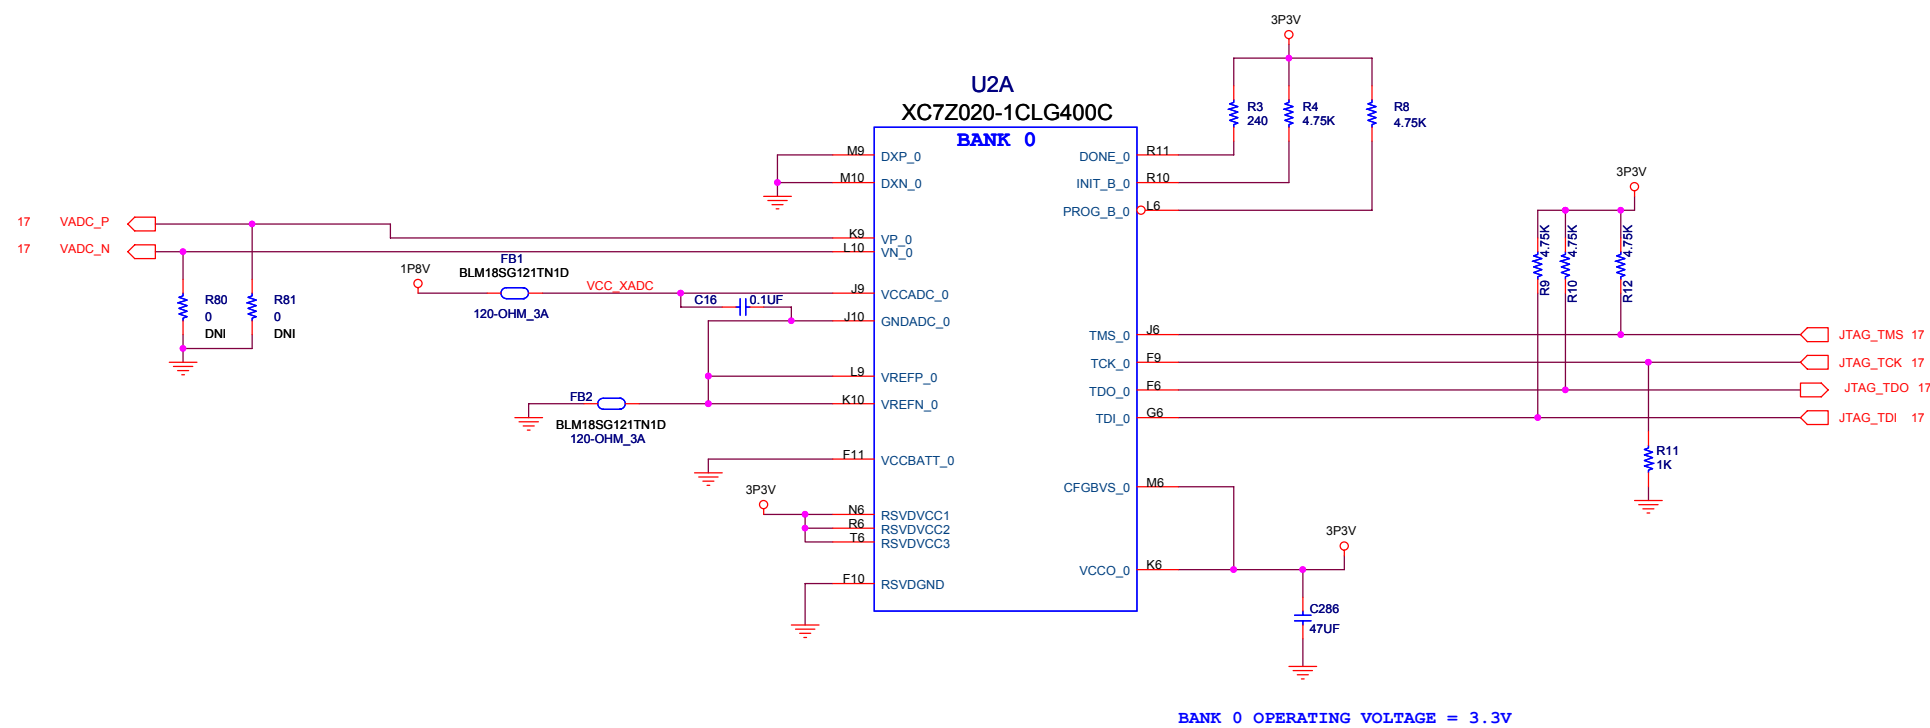 3P3V
U2A
XC7Z020-1CLG400C
BANK 0
R3
240
R4
4.75K
R8
4.75K
M9 DXP_0
M10 DXN_0
DONE_0 R11
INIT_B_0 R10
PROG_B_0 L6
3P3V
17 VADC_P
17 VADC_N
K9 VP_0
L10 VN_0
R9 4.75K
R10 4.75K
R12 4.75K
FB1
BLM18SG121TN1D
120-OHM_3A
1P8V
VCC_XADC
C16 0.1UF
J9 VCCADC_0
J10 GNDADC_0
R80
0
DNI
R81
0
DNI
TMS_0 J6
JTAG_TMS 17
TCK_0 F9
JTAG_TCK 17
TDO_0 F6
JTAG_TDO 17
TDI_0 G6
JTAG_TDI 17
L9 VREFP_0
K10 VREFN_0
FB2
BLM18SG121TN1D
120-OHM_3A
R11
1K
F11 VCCBATT_0
CFGBVS_0 M6
3P3V
N6 RSVDVCC1
R6 RSVDVCC2
T6 RSVDVCC3
3P3V
VCCO_0 K6
F10 RSVDGND
C286
47UF
BANK 0 OPERATING VOLTAGE = 3.3V